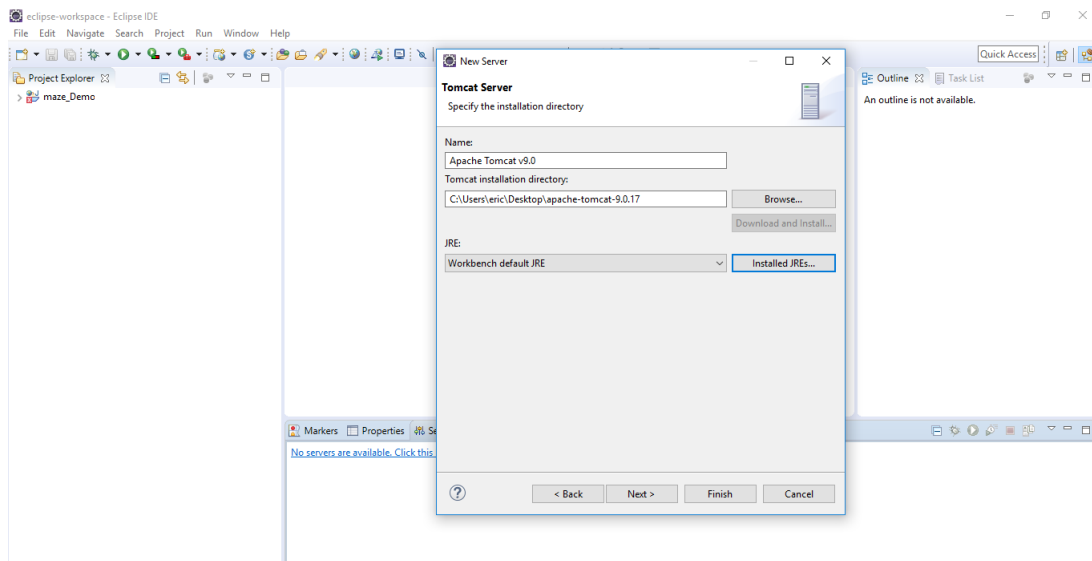 eclipse-workspace - Eclipse IDE
File Edit Navigate Search Project Run Window Help
Quick Access
Project Explorer
maze_Demo
New Server
Tomcat Server
Specify the installation directory
Name:
Apache Tomcat v9.0
Tomcat installation directory:
C:\Users\eric\Desktop\apache-tomcat-9.0.17
Browse...
Download and Install...
JRE:
Workbench default JRE
Installed JREs...
Outline Task List
An outline is not available.
Markers Properties Se
No servers are available. Click this
? < Back Next > Finish Cancel